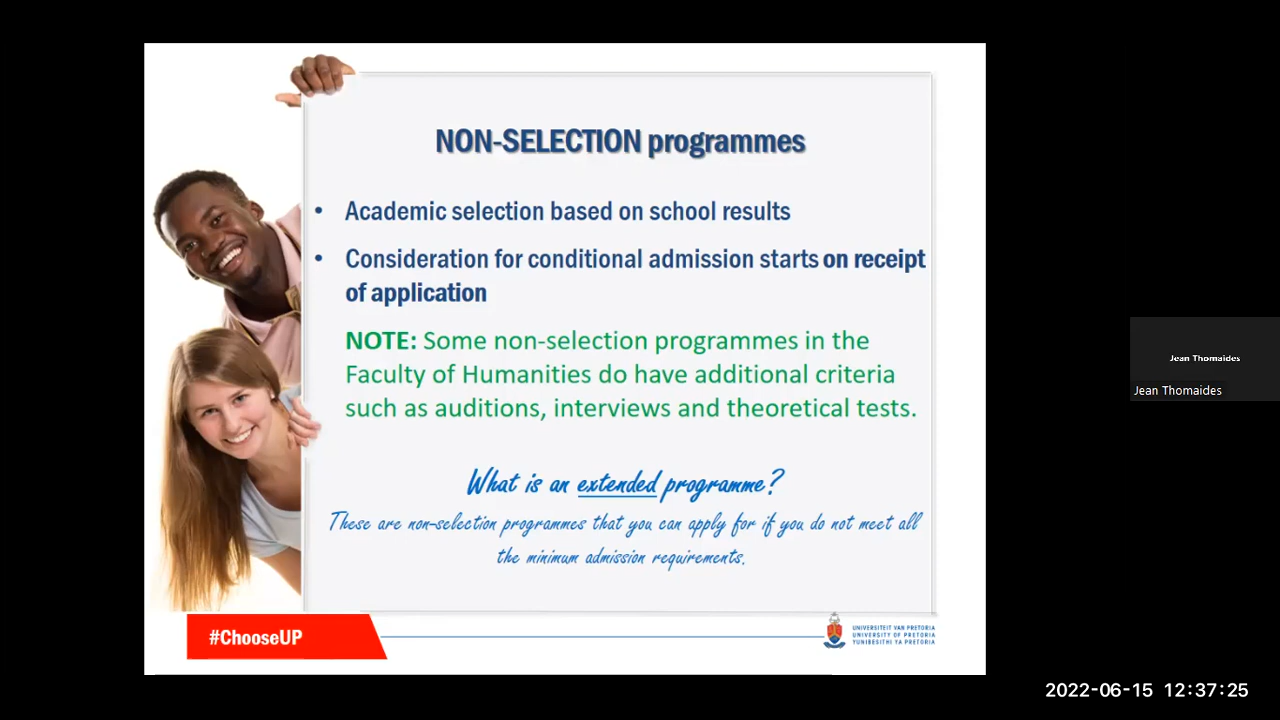 NON-SELECTION programmes
• Academic selection based on school results
• Consideration for conditional admission starts on receipt
of application
NOTE: Some non-selection programmes in the
Faculty of Humanities do have additional criteria
such as auditions, interviews and theoretical tests.
What is an extended programme?
These are non-selection programmes that you can apply for if you do not meet all
the minimum admission requirements.
#ChooseUP
UNIVERSITEIT VAN PRETORIA
UNIVERSITY OF PRETORIA
YUNIBESITHI YA PRETORIA
Jean Thomaides
Jean Thomaides
2022-06-15 12:37:25